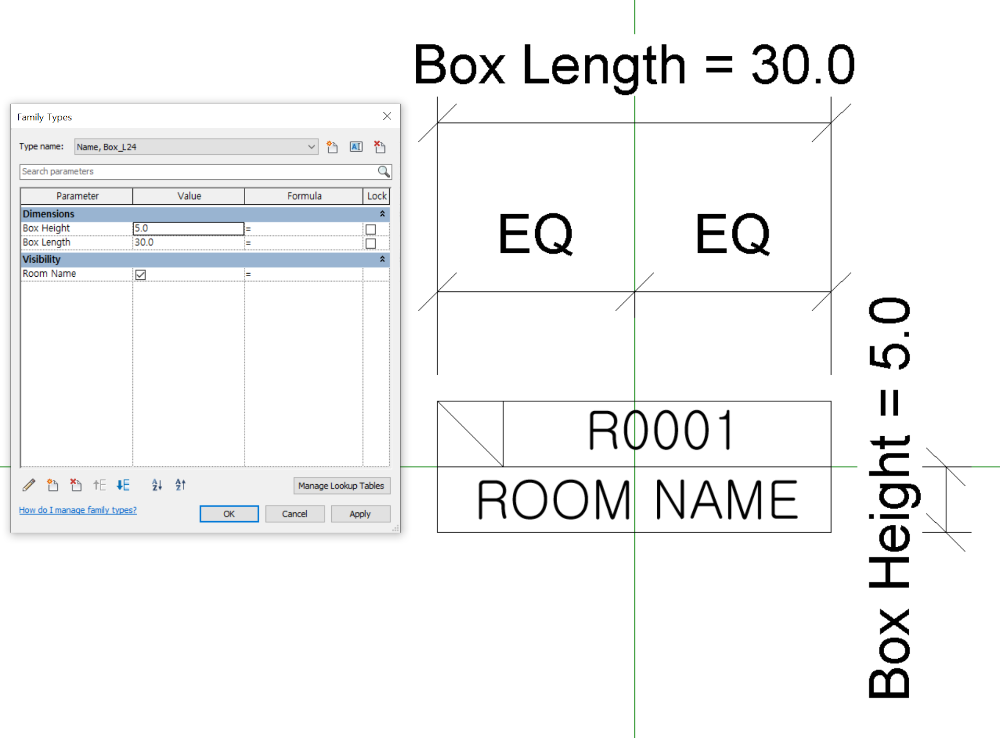 Family Types
Type name:
Name, Box_L24
Search parameters
Parameter Value Formula Lock
Dimensions
Box Height 5.0 =
Box Length 30.0 =
Visibility
Room Name =
Manage Lookup Tables
How do I manage family types?
OK Cancel Apply
Box Length = 30.0
EQ EQ
R0001
ROOM NAME
Box Height = 5.0